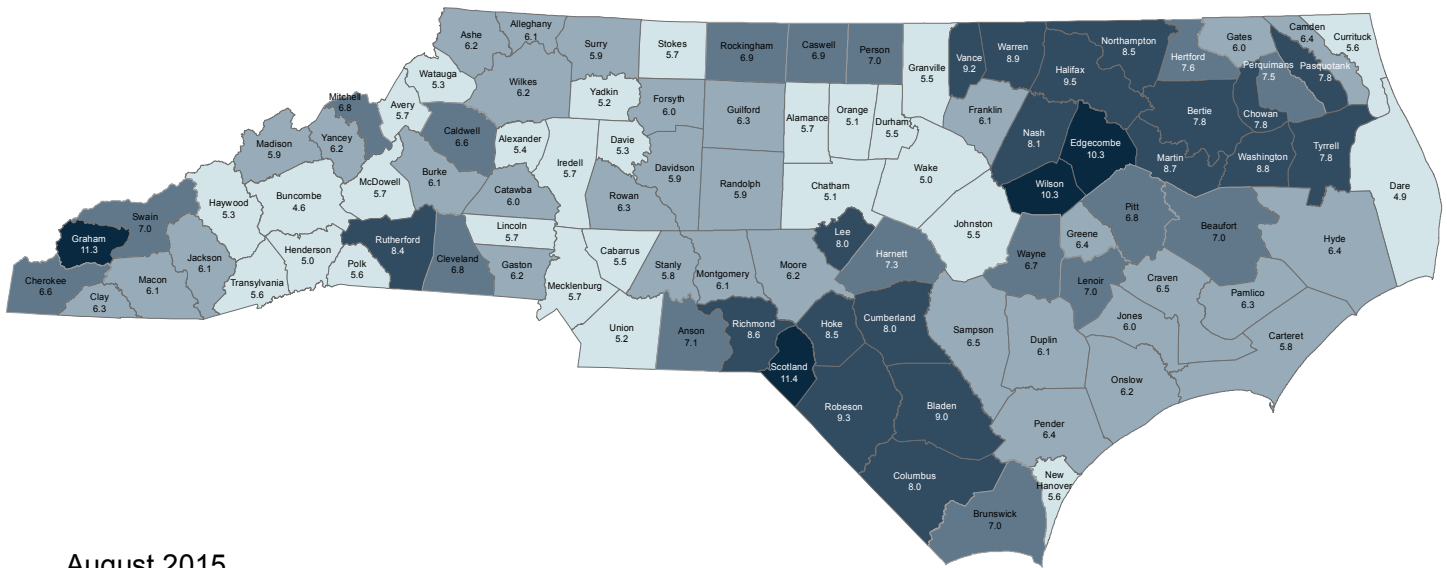 Ashe
6.2
Alleghany
6.1
Surry
5.9
Stokes
5.7
Rockingham
6.9
Caswell
6.9
Person
7.0
Granville
5.5
Vance
9.2
Warren
8.9
Northampton
8.5
Halifax
9.5
Hertford
7.6
Gates
6.0
Camden
6.4
Currituck
5.6
Perquimans
7.5
Pasquotank
7.8
Watauga
5.3
Wilkes
6.2
Yadkin
5.2
Forsyth
6.0
Guilford
6.3
Alamance
5.7
Orange
5.1
Durham
5.5
Franklin
6.1
Nash
8.1
Edgecombe
10.3
Bertie
7.8
Chowan
7.8
Mitchell
6.8
Avery
5.7
Caldwell
6.6
Alexander
5.4
Davie
5.3
Iredell
5.7
Madison
5.9
Yancey
6.2
Burke
6.1
McDowell
5.7
Catawba
6.0
Rowan
6.3
Davidson
5.9
Randolph
5.9
Chatham
5.1
Wake
5.0
Wilson
10.3
Martin
8.7
Washington
8.8
Tyrrell
7.8
Dare
4.9
Haywood
5.3
Buncombe
4.6
Swain
7.0
Graham
11.3
Cherokee
6.6
Clay
6.3
Macon
6.1
Jackson
6.1
Transylvania
5.6
Henderson
5.0
Polk
5.6
Rutherford
8.4
Cleveland
6.8
Lincoln
5.7
Gaston
6.2
Cabarrus
5.5
Mecklenburg
5.7
Stanly
5.8
Montgomery
6.1
Moore
6.2
Lee
8.0
Harnett
7.3
Johnston
5.5
Wayne
6.7
Greene
6.4
Pitt
6.8
Beaufort
7.0
Hyde
6.4
Lenoir
7.0
Craven
6.5
Pamlico
6.3
Jones
6.0
Carteret
5.8
Union
5.2
Anson
7.1
Richmond
8.6
Scotland
11.4
Hoke
8.5
Cumberland
8.0
Sampson
6.5
Duplin
6.1
Onslow
6.2
Robeson
9.3
Bladen
9.0
Pender
6.4
Columbus
8.0
New
Hanover
5.6
Brunswick
7.0
August 2015